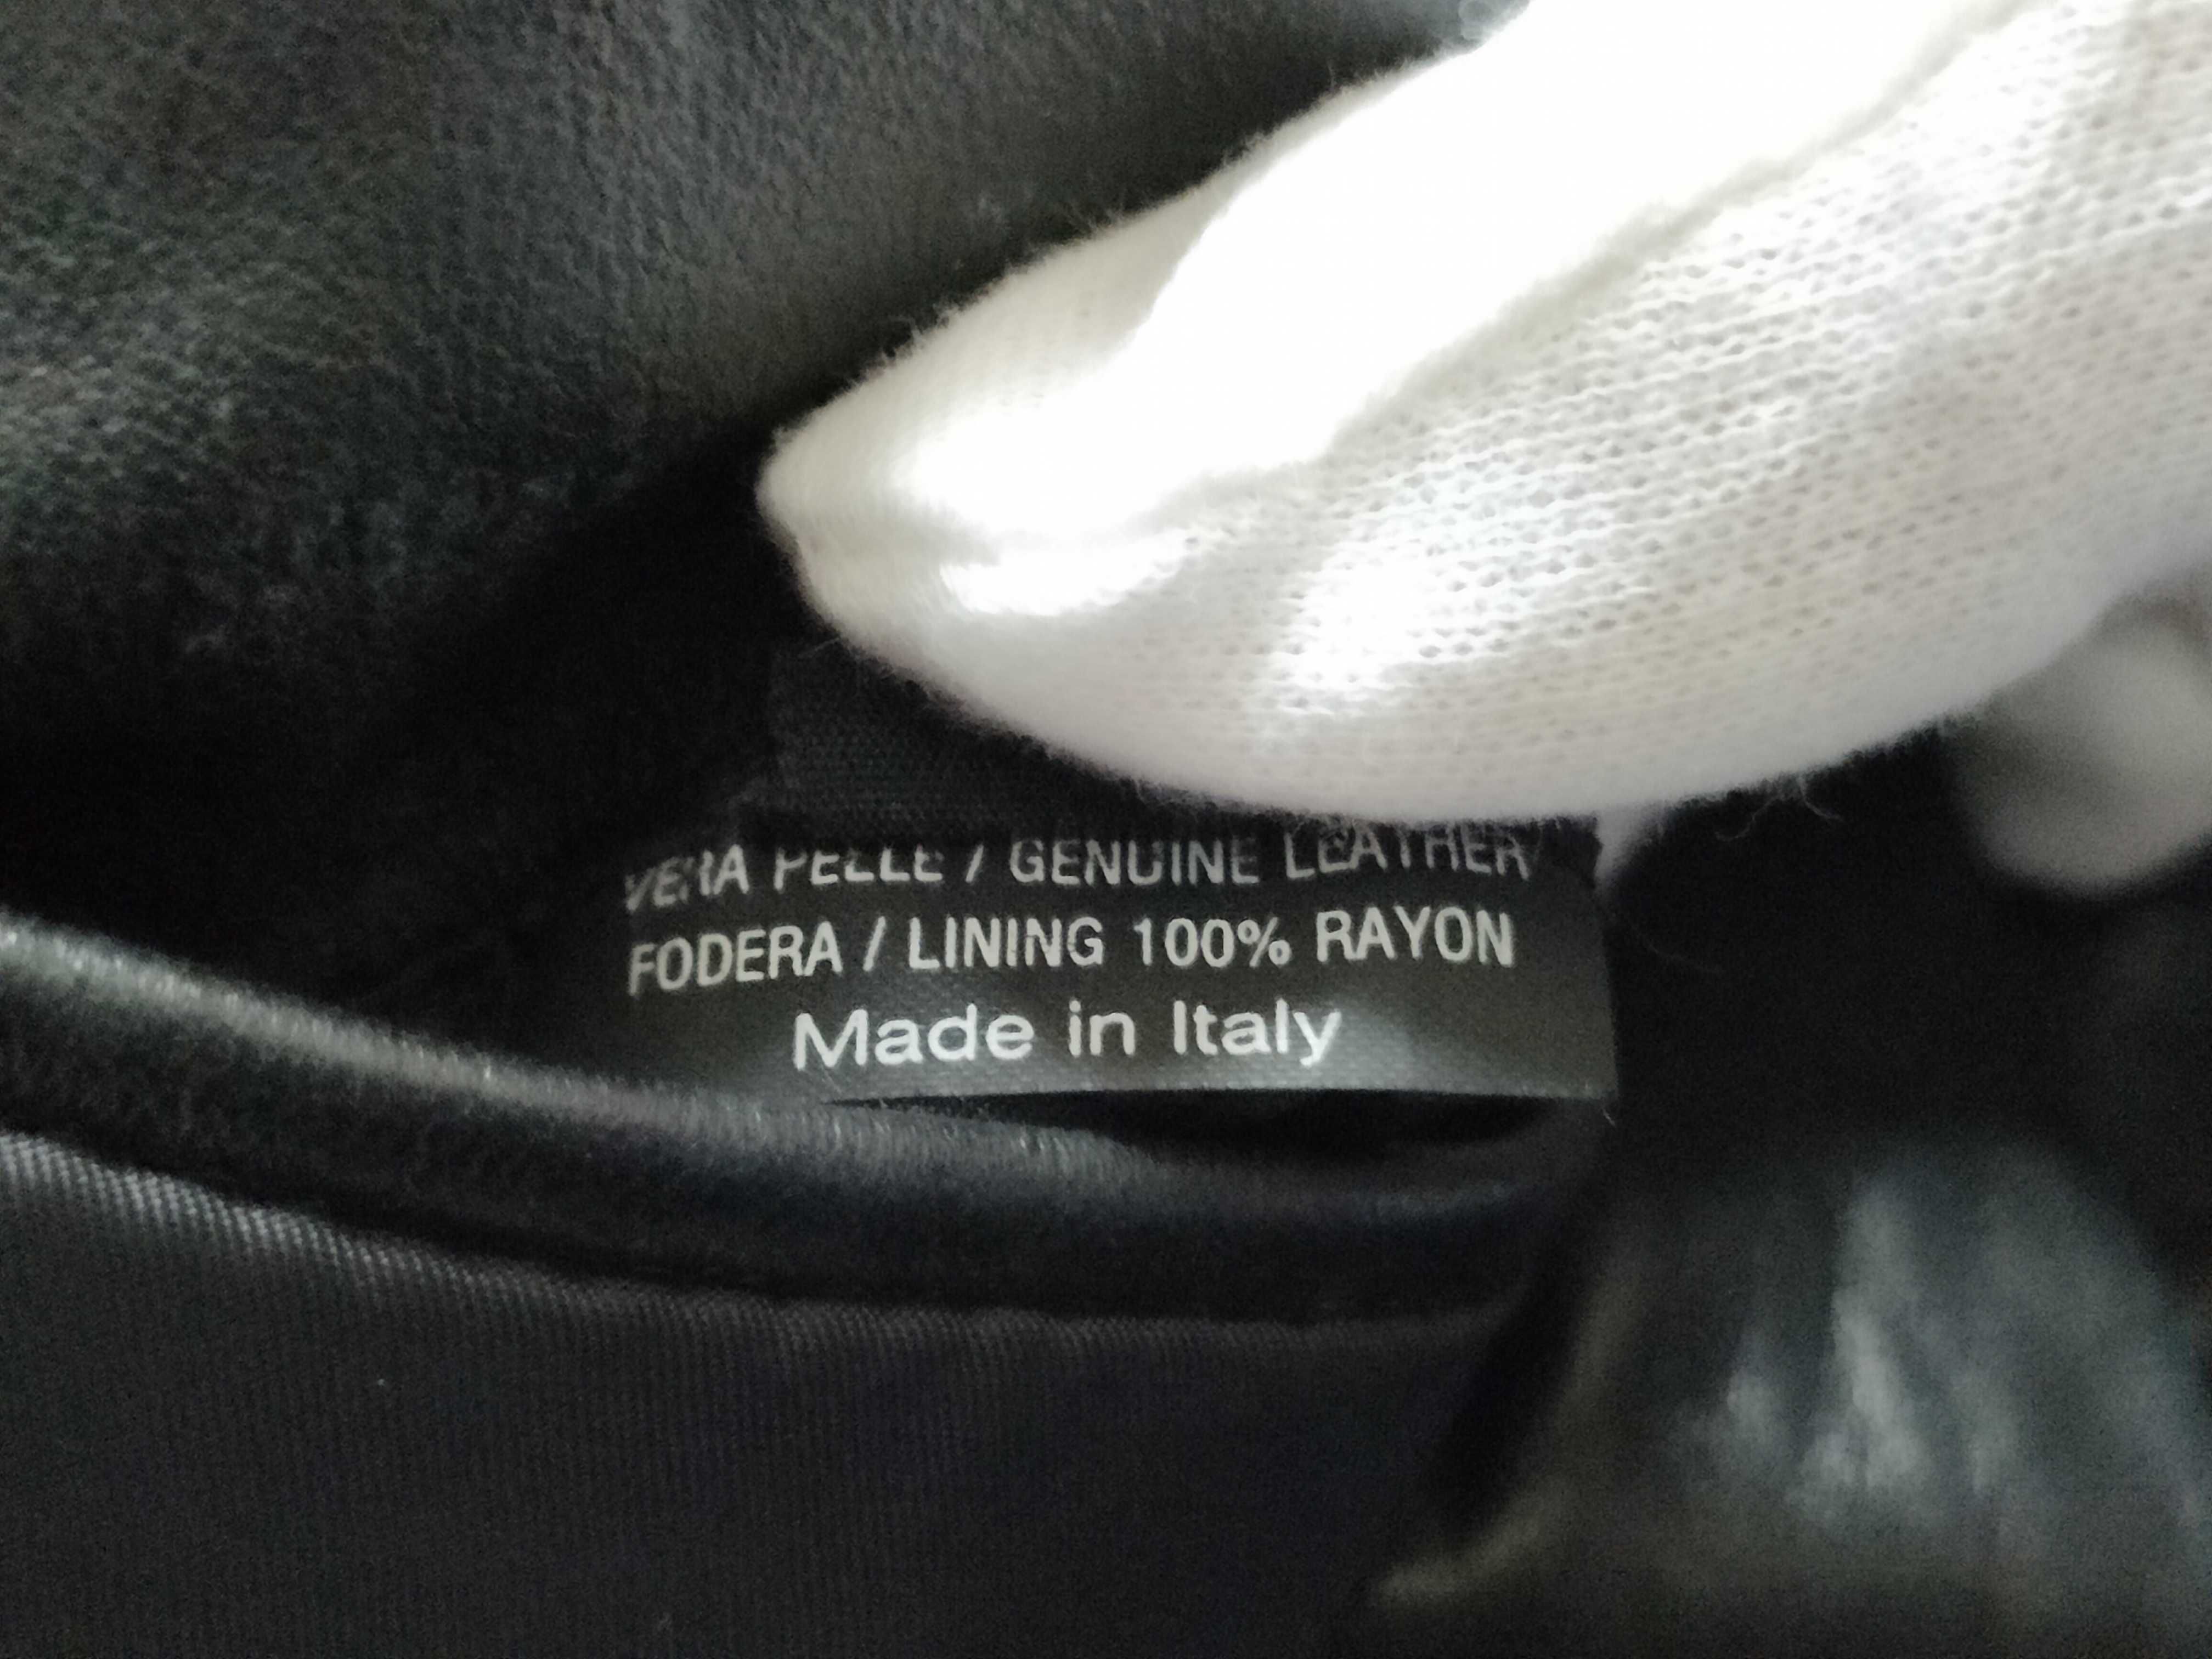 VERA PELLE / GENUINE LEATHER
FODERA / LINING 100% RAYON
Made in Italy